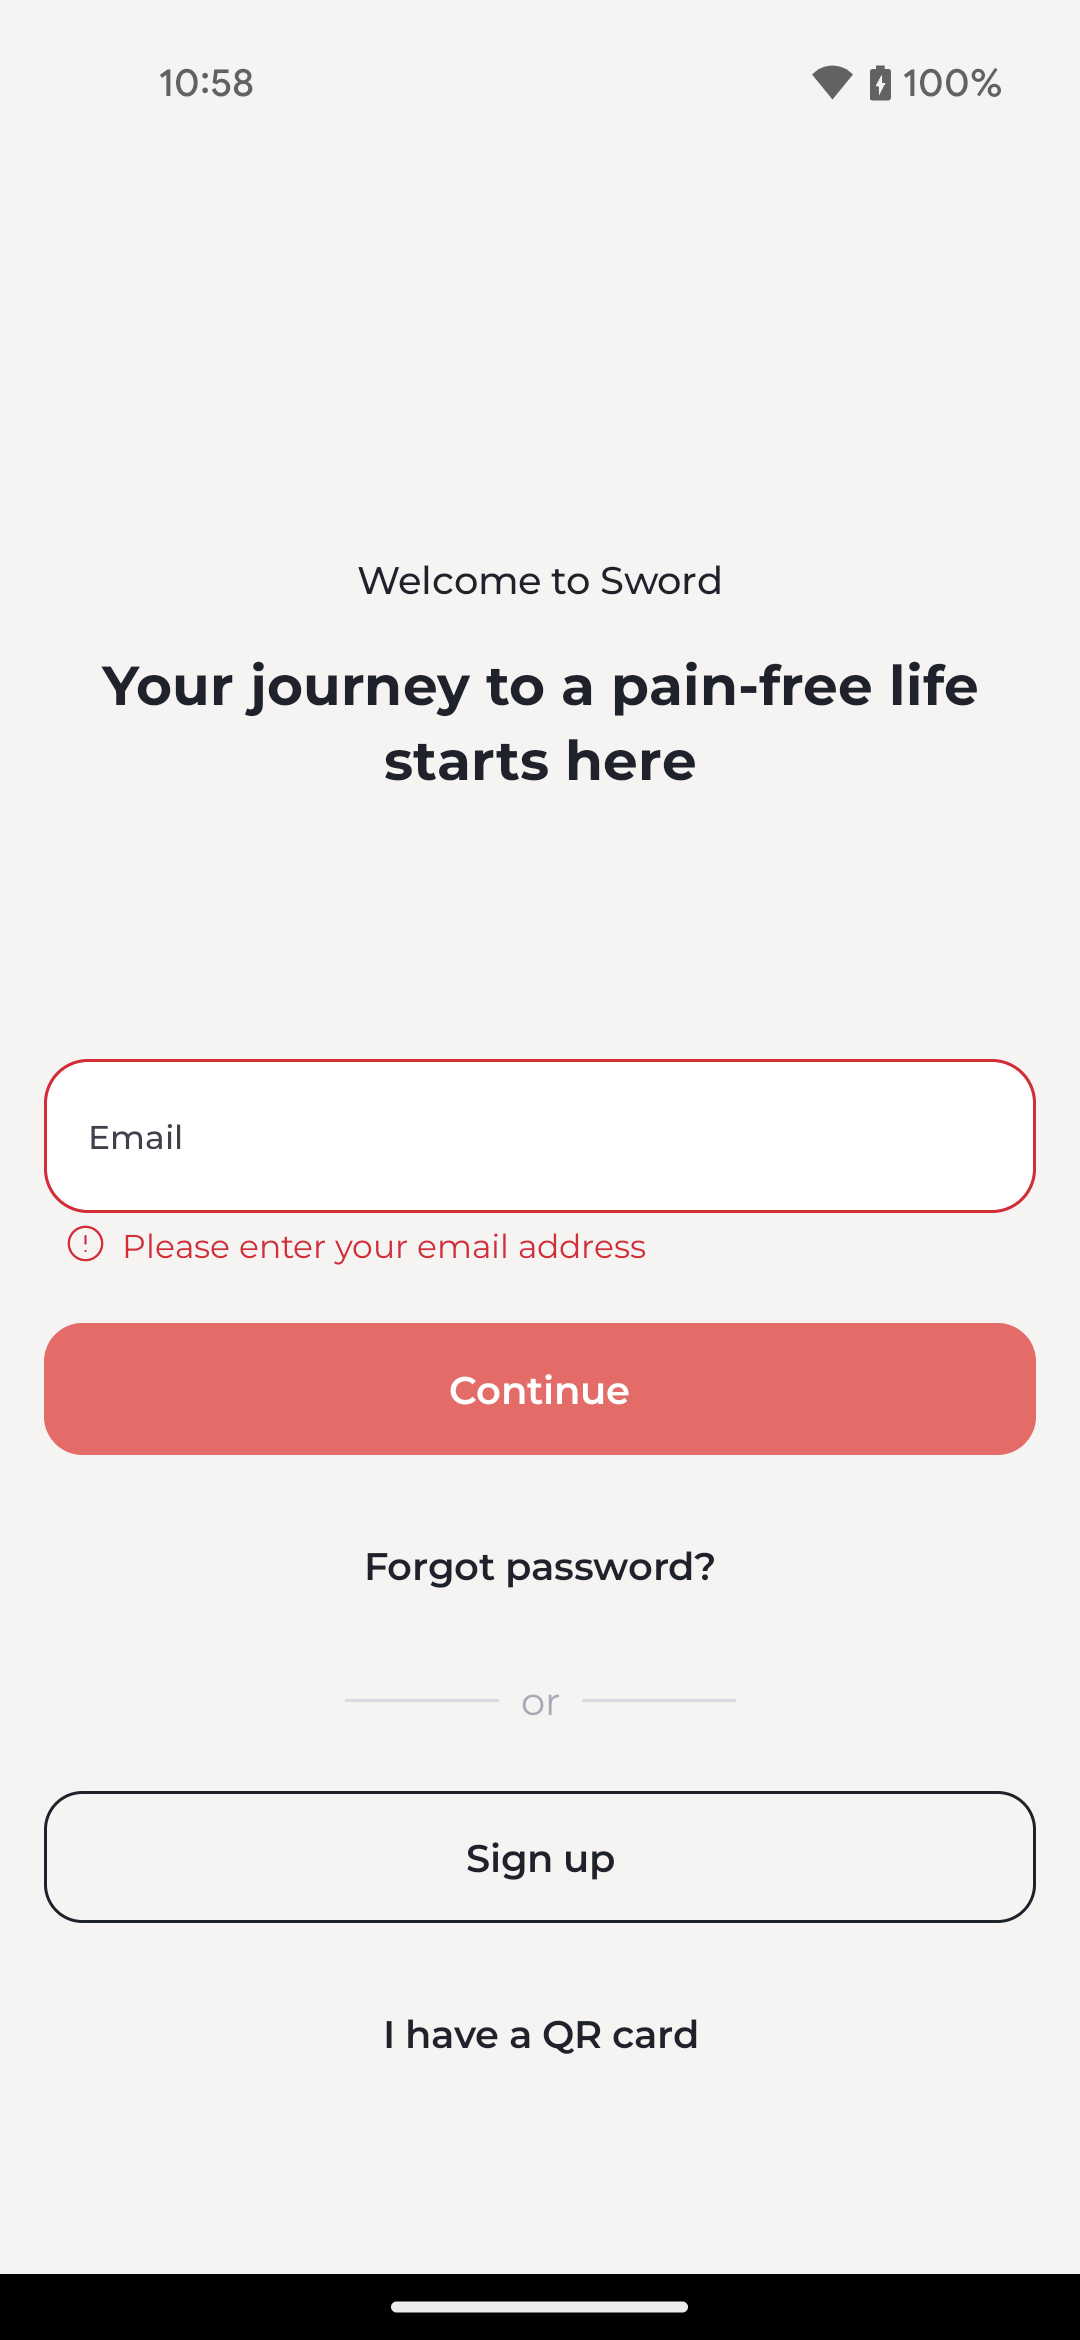 10:58
100%
Welcome to Sword
Your journey to a pain-free life
starts here
Email
Please enter your email address
Continue
Forgot password?
or
Sign up
I have a QR card